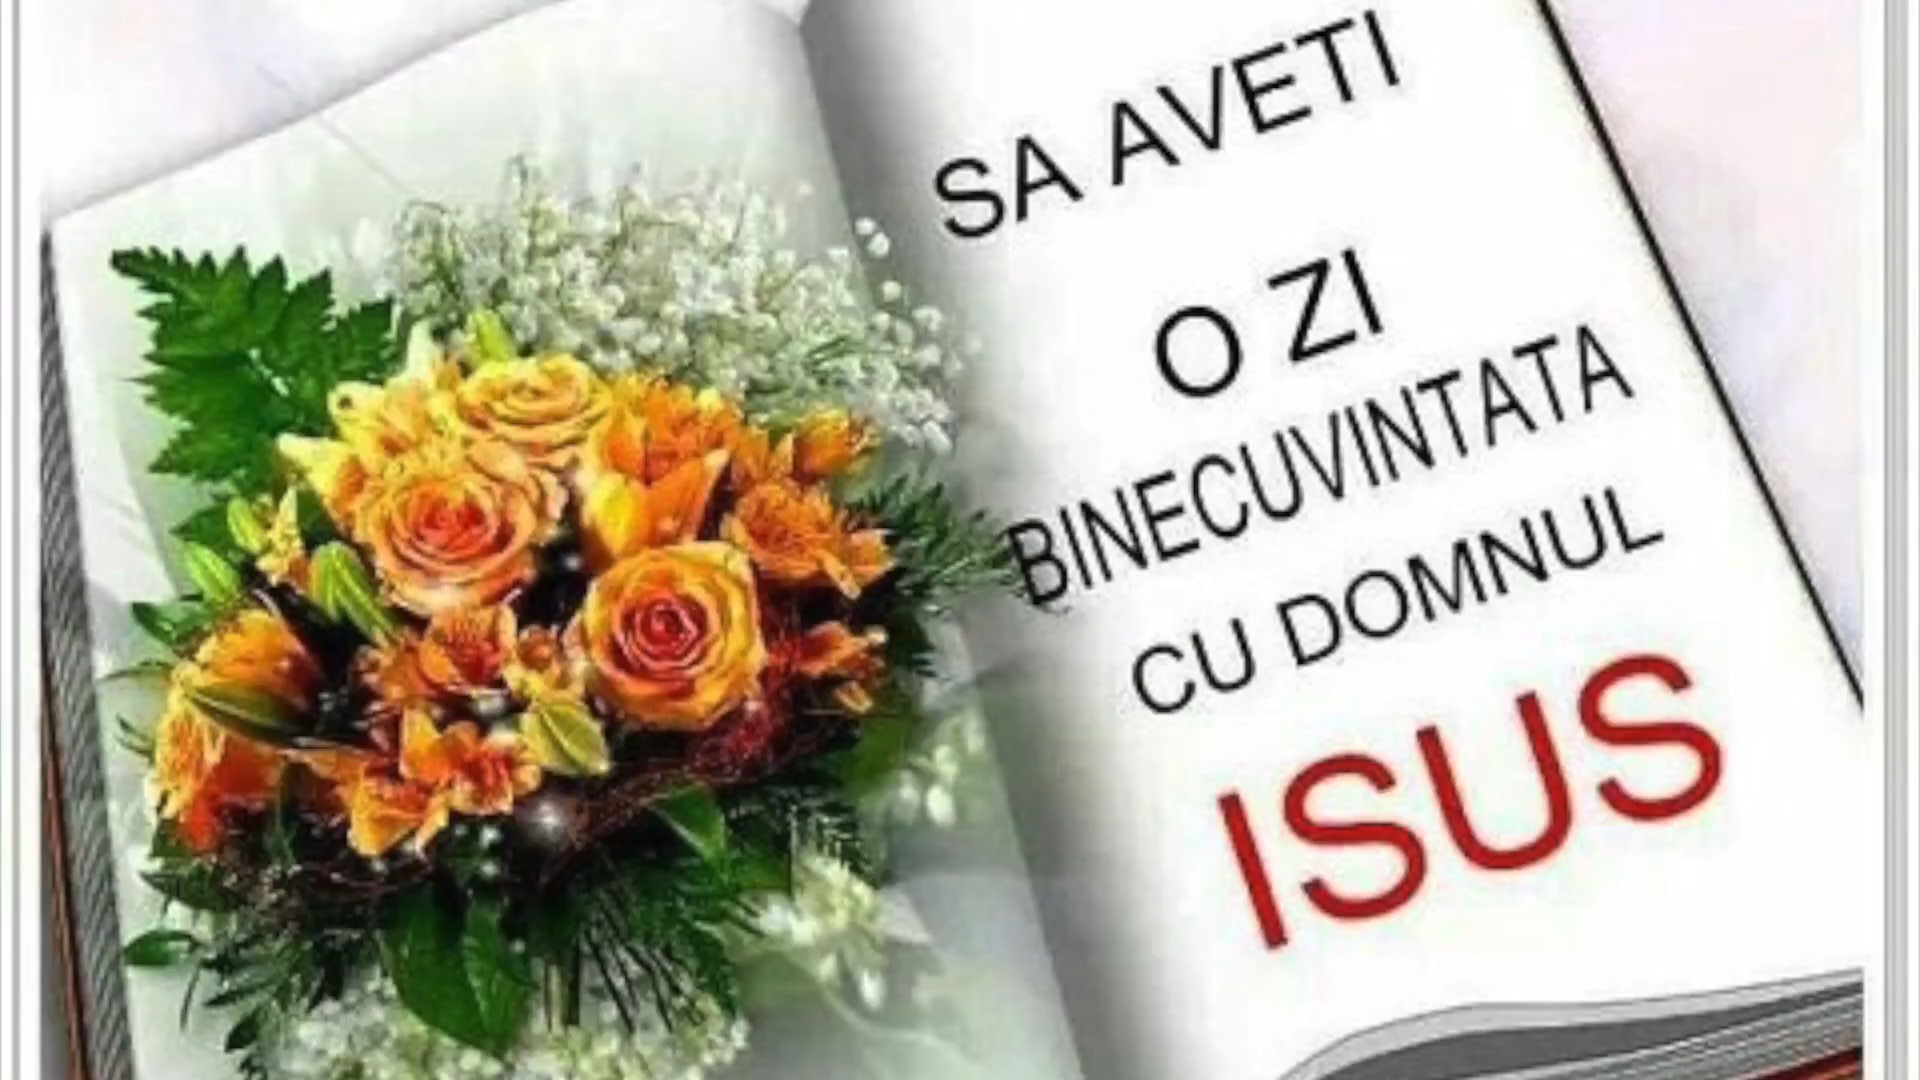 SA AVETI
O ZI
BINECUVINTATA
CU DOMNUL
ISUS